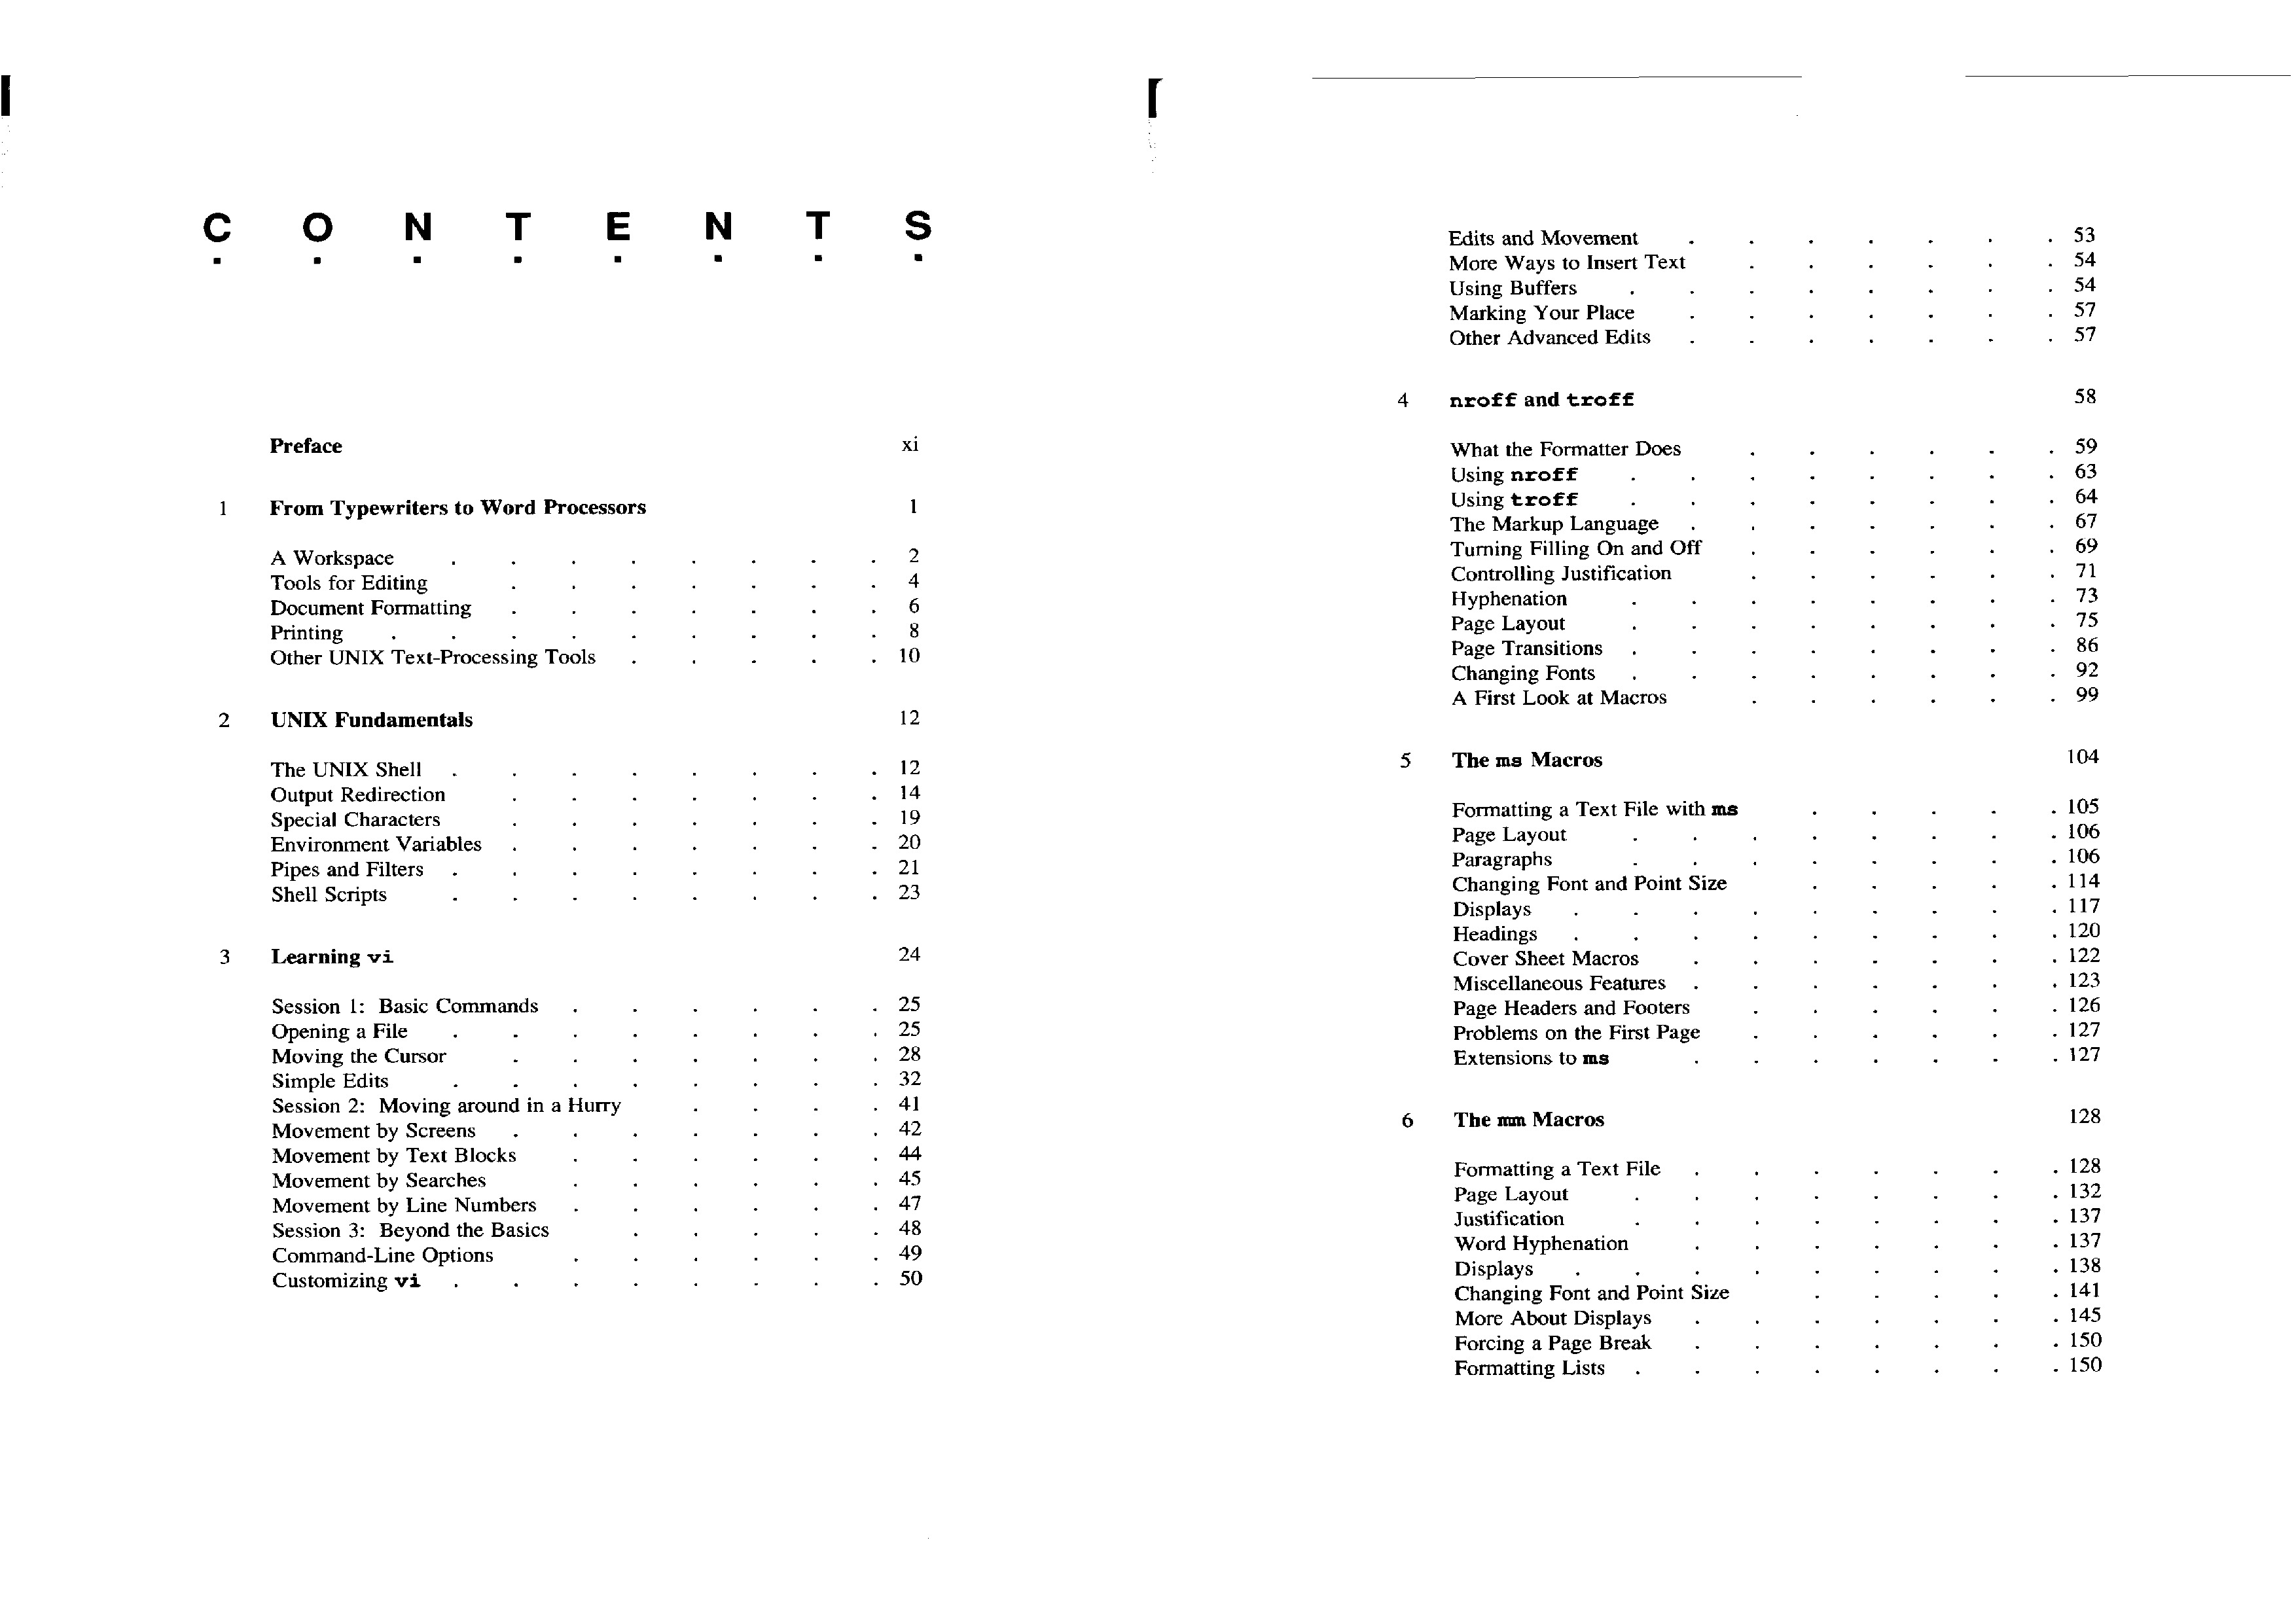 C O N T E N T S
. . . . . . . .
Preface xi
1 From Typewriters to Word Processors 1
A Workspace . . . . . . . . 2
Tools for Editing . . . . . . . 4
Document Formatting . . . . . . . 6
Printing . . . . . . . . . 8
Other UNIX Text-Processing Tools . . . . . 10
2 UNIX Fundamentals 12
The UNIX Shell . . . . . . . . 12
Output Redirection . . . . . . . 14
Special Characters . . . . . . . 19
Environment Variables . . . . . . . 20
Pipes and Filters . . . . . . . . 21
Shell Scripts . . . . . . . . 23
3 Learning vi 24
Session 1: Basic Commands . . . . . . 25
Opening a File . . . . . . . . 25
Moving the Cursor . . . . . . . 28
Simple Edits . . . . . . . . 32
Session 2: Moving around in a Hurry . . . . 41
Movement by Screens . . . . . . . 42
Movement by Text Blocks . . . . . . 44
Movement by Searches . . . . . . 45
Movement by Line Numbers . . . . . . 47
Session 3: Beyond the Basics . . . . . 48
Command-Line Options . . . . . . 49
Customizing vi . . . . . . . . 50
Edits and Movement . . . . . . . 53
More Ways to Insert Text . . . . . . 54
Using Buffers . . . . . . . . 54
Marking Your Place . . . . . . . 57
Other Advanced Edits . . . . . . . 57
4 nroff and troff 58
What the Formatter Does . . . . . . 59
Using nroff . . . . . . . . 63
Using troff . . . . . . . . 64
The Markup Language . . . . . . . 67
Turning Filling On and Off . . . . . . 69
Controlling Justification . . . . . . 71
Hyphenation . . . . . . . . 73
Page Layout . . . . . . . . 75
Page Transitions . . . . . . . . 86
Changing Fonts . . . . . . . . 92
A First Look at Macros . . . . . . 99
5 The ms Macros 104
Formatting a Text File with ms . . . . . 105
Page Layout . . . . . . . . 106
Paragraphs . . . . . . . . 106
Changing Font and Point Size . . . . . 114
Displays . . . . . . . . . 117
Headings . . . . . . . . . 120
Cover Sheet Macros . . . . . . . 122
Miscellaneous Features . . . . . . . 123
Page Headers and Footers . . . . . . 126
Problems on the First Page . . . . . . 127
Extensions to ms . . . . . . . 127
6 The mm Macros 128
Formatting a Text File . . . . . . . 128
Page Layout . . . . . . . . 132
Justification . . . . . . . . 137
Word Hyphenation . . . . . . . 137
Displays . . . . . . . . . 138
Changing Font and Point Size . . . . . 141
More About Displays . . . . . . . 145
Forcing a Page Break . . . . . . . 150
Formatting Lists . . . . . . . . 150